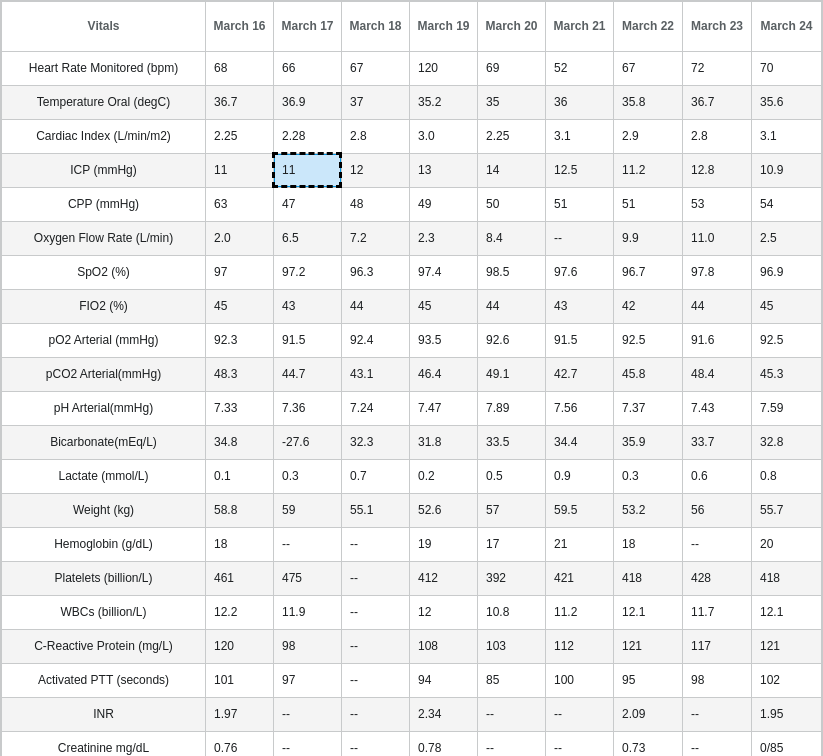 Vitals March 16 March 17 March 18 March 19 March 20 March 21 March 22 March 23 March 24
Heart Rate Monitored (bpm) 68 66 67 120 69 52 67 72 70
Temperature Oral (degC) 36.7 36.9 37 35.2 35 36 35.8 36.7 35.6
Cardiac Index (L/min/m2) 2.25 2.28 2.8 3.0 2.25 3.1 2.9 2.8 3.1
ICP (mmHg) 11 11 12 13 14 12.5 11.2 12.8 10.9
CPP (mmHg) 63 47 48 49 50 51 51 53 54
Oxygen Flow Rate (L/min) 2.0 6.5 7.2 2.3 8.4 -- 9.9 11.0 2.5
SpO2 (%) 97 97.2 96.3 97.4 98.5 97.6 96.7 97.8 96.9
FIO2 (%) 45 43 44 45 44 43 42 44 45
pO2 Arterial (mmHg) 92.3 91.5 92.4 93.5 92.6 91.5 92.5 91.6 92.5
pCO2 Arterial(mmHg) 48.3 44.7 43.1 46.4 49.1 42.7 45.8 48.4 45.3
pH Arterial(mmHg) 7.33 7.36 7.24 7.47 7.89 7.56 7.37 7.43 7.59
Bicarbonate(mEq/L) 34.8 -27.6 32.3 31.8 33.5 34.4 35.9 33.7 32.8
Lactate (mmol/L) 0.1 0.3 0.7 0.2 0.5 0.9 0.3 0.6 0.8
Weight (kg) 58.8 59 55.1 52.6 57 59.5 53.2 56 55.7
Hemoglobin (g/dL) 18 -- -- 19 17 21 18 -- 20
Platelets (billion/L) 461 475 -- 412 392 421 418 428 418
WBCs (billion/L) 12.2 11.9 -- 12 10.8 11.2 12.1 11.7 12.1
C-Reactive Protein (mg/L) 120 98 -- 108 103 112 121 117 121
Activated PTT (seconds) 101 97 -- 94 85 100 95 98 102
INR 1.97 -- -- 2.34 -- -- 2.09 -- 1.95
Creatinine mg/dL 0.76 -- -- 0.78 -- -- 0.73 -- 0/85